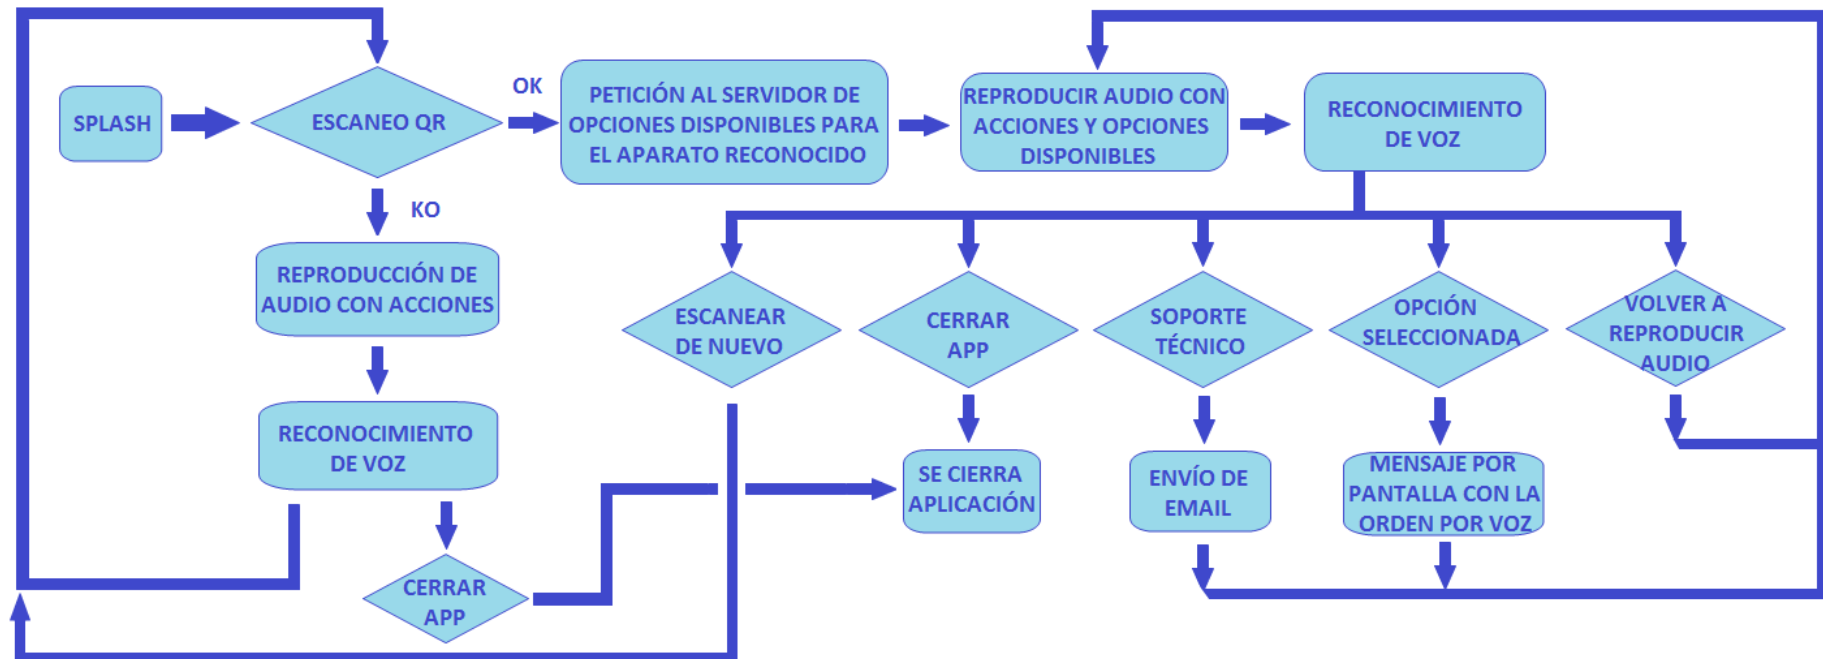 SPLASH
ESCANEO QR
OK
PETICIÓN AL SERVIDOR DE
OPCIONES DISPONIBLES PARA
EL APARATO RECONOCIDO
REPRODUCIR AUDIO CON
ACCIONES Y OPCIONES
DISPONIBLES
RECONOCIMIENTO
DE VOZ
KO
REPRODUCCIÓN DE
AUDIO CON ACCIONES
RECONOCIMIENTO
DE VOZ
CERRAR
APP
ESCANEAR
DE NUEVO
CERRAR
APP
SOPORTE
TÉCNICO
OPCIÓN
SELECCIONADA
VOLVER A
REPRODUCIR
AUDIO
SE CIERRA
APLICACIÓN
ENVÍO DE
EMAIL
MENSAJE POR
PANTALLA CON LA
ORDEN POR VOZ